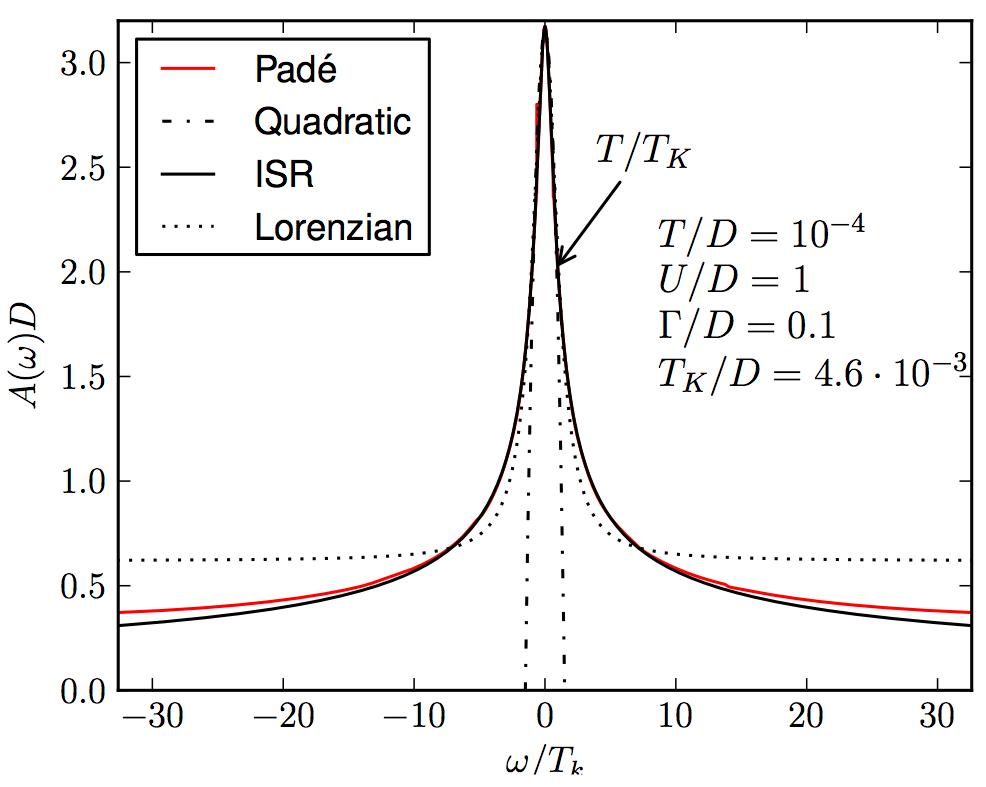 3.0
2.5
2.0
1.5
1.0
0.5
0.0
A(ω)D
Padé
Quadratic
ISR
Lorenzian
T/T_K
T/D = 10^{-4}
U/D = 1
Γ/D = 0.1
T_K/D = 4.6 · 10^{-3}
−30 −20 −10 0 10 20 30
ω/T_k